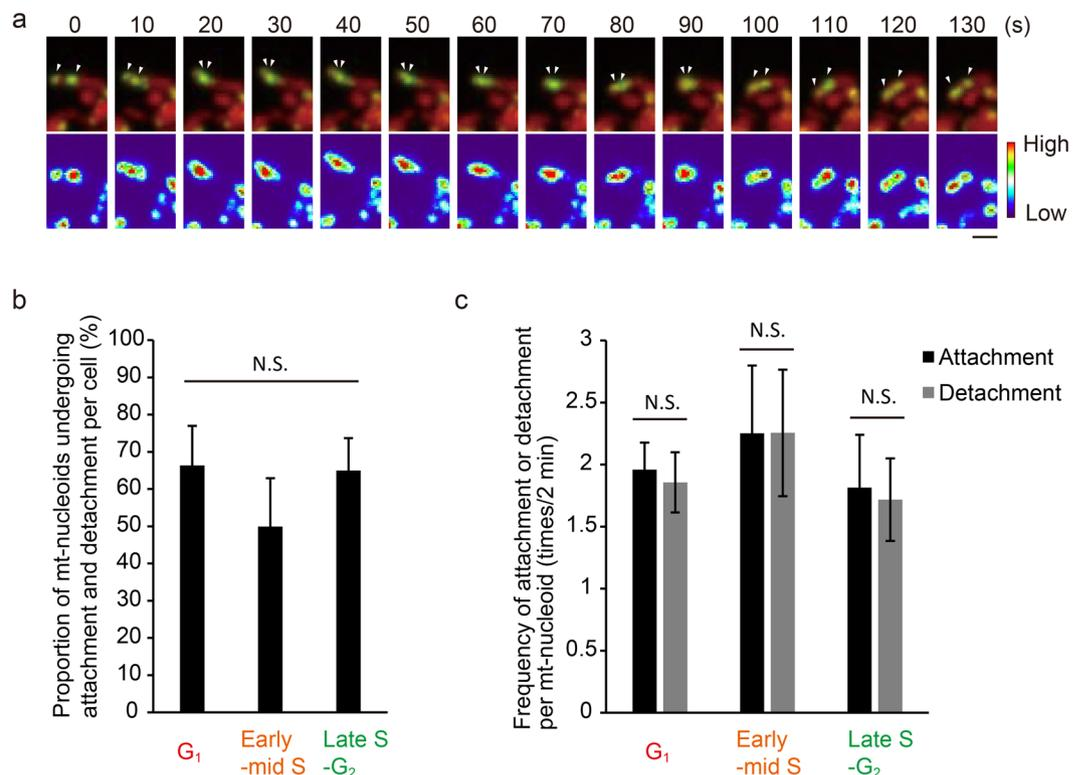 a
0 10 20 30 40 50 60 70 80 90 100 110 120 130 (s)
High
Low
b
Proportion of mt-nucleoids undergoing
attachment and detachment per cell (%)
100
90
80
70
60
50
40
30
20
10
0
N.S.
G₁
Early
-mid S
Late S
-G₂
c
Frequency of attachment or detachment
per mt-nucleoid (times/2 min)
3
2.5
2
1.5
1
0.5
0
N.S.
N.S.
N.S.
Attachment
Detachment
G₁
Early
-mid S
Late S
-G₂